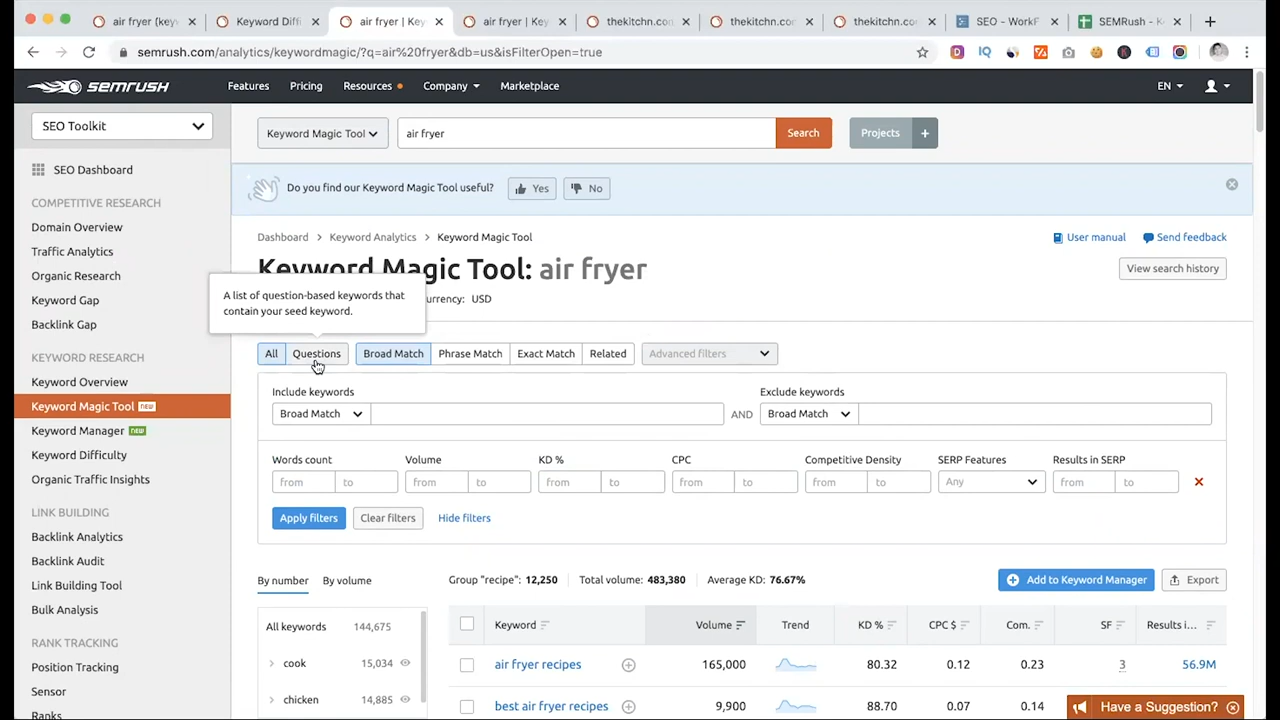 air fryer (key
Keyword Diffi
air fryer | Key
air fryer | Key
thekitchn.com
thekitchn.com
thekitchn.com
SEO - WorkF
SEMRush - K
semrush.com/analytics/keywordmagic/?q=air%20fryer&db=us&isFilterOpen=true
SEMRUSH
Features
Pricing
Resources
Company
Marketplace
EN
SEO Toolkit
Keyword Magic Tool
air fryer
Search
Projects
+
SEO Dashboard
Do you find our Keyword Magic Tool useful?
Yes
No
COMPETITIVE RESEARCH
Domain Overview
Traffic Analytics
Organic Research
Keyword Gap
Backlink Gap
KEYWORD RESEARCH
Keyword Overview
Keyword Magic Tool NEW
Keyword Manager NEW
Keyword Difficulty
Organic Traffic Insights
LINK BUILDING
Backlink Analytics
Backlink Audit
Link Building Tool
Bulk Analysis
RANK TRACKING
Position Tracking
Sensor
Ranks
Dashboard > Keyword Analytics > Keyword Magic Tool
User manual
Send feedback
Keyword Magic Tool: air fryer
View search history
urrency: USD
A list of question-based keywords that
contain your seed keyword.
All
Questions
Broad Match
Phrase Match
Exact Match
Related
Advanced filters
Include keywords
Exclude keywords
Broad Match
AND
Broad Match
Words count
Volume
KD %
CPC
Competitive Density
SERP Features
Results in SERP
from to from to from to from to from to Any from to
Apply filters
Clear filters
Hide filters
By number
By volume
Group "recipe": 12,250
Total volume: 483,380
Average KD: 76.67%
Add to Keyword Manager
Export
All keywords 144,675
cook 15,034
chicken 14,885
Keyword Volume Trend KD % CPC $ Com. SF Results i...
air fryer recipes 165,000 80.32 0.12 0.23 3 56.9M
best air fryer recipes 9,900 88.70 0.07 0.14
Have a Suggestion?